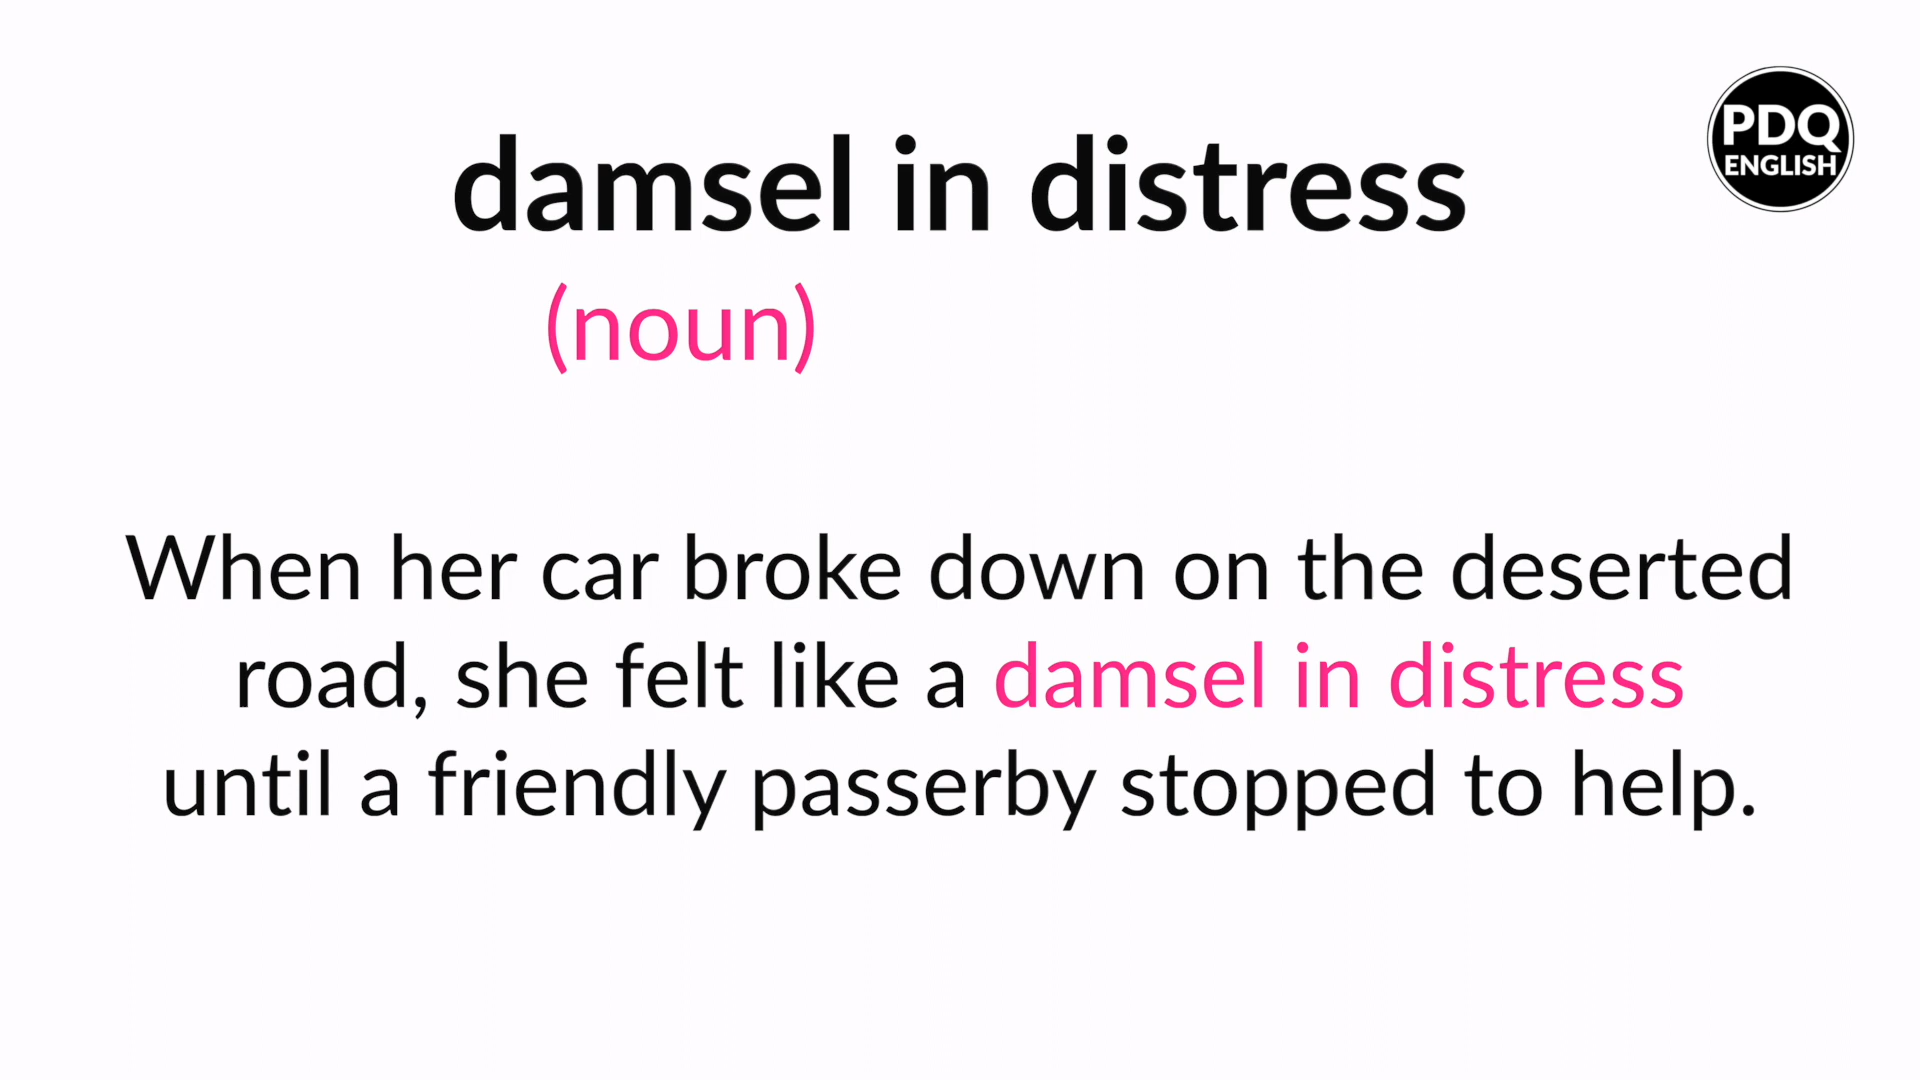 damsel in distress
(noun)
PDQ
ENGLISH
When her car broke down on the deserted
road, she felt like a damsel in distress
until a friendly passerby stopped to help.